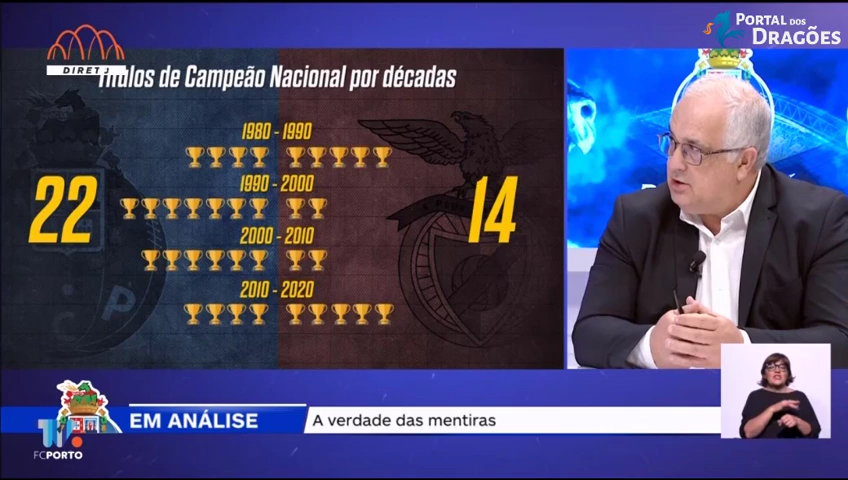 PORTAL DOS
DRAGÕES
DIRETO
Títulos de Campeão Nacional por décadas
1980 - 1990
1990 - 2000
22
14
2000 - 2010
2010 - 2020
P
EM ANÁLISE
A verdade das mentiras
FCPORTO